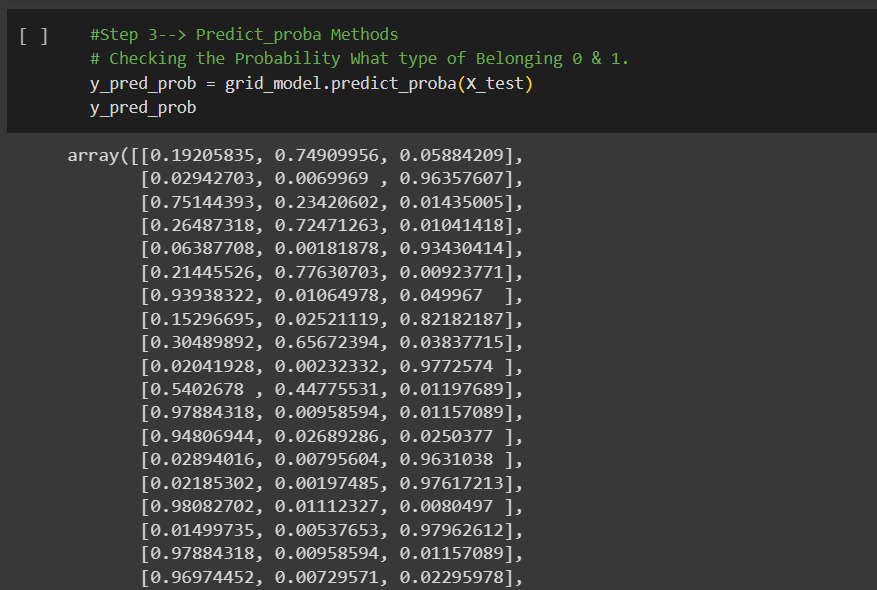 [ ] #Step 3--> Predict_proba Methods
# Checking the Probability What type of Belonging 0 & 1.
y_pred_prob = grid_model.predict_proba(X_test)
y_pred_prob
array([[0.19205835, 0.74909956, 0.05884209],
[0.02942703, 0.0069969 , 0.96357607],
[0.75144393, 0.23420602, 0.01435005],
[0.26487318, 0.72471263, 0.01041418],
[0.06387708, 0.00181878, 0.93430414],
[0.21445526, 0.77630703, 0.00923771],
[0.93938322, 0.01064978, 0.049967  ],
[0.15296695, 0.02521119, 0.82182187],
[0.30489892, 0.65672394, 0.03837715],
[0.02041928, 0.00232332, 0.9772574 ],
[0.5402678 , 0.44775531, 0.01197689],
[0.97884318, 0.00958594, 0.01157089],
[0.94806944, 0.02689286, 0.0250377 ],
[0.02894016, 0.00795604, 0.9631038 ],
[0.02185302, 0.00197485, 0.97617213],
[0.98082702, 0.01112327, 0.0080497 ],
[0.01499735, 0.00537653, 0.97962612],
[0.97884318, 0.00958594, 0.01157089],
[0.96974452, 0.00729571, 0.02295978],